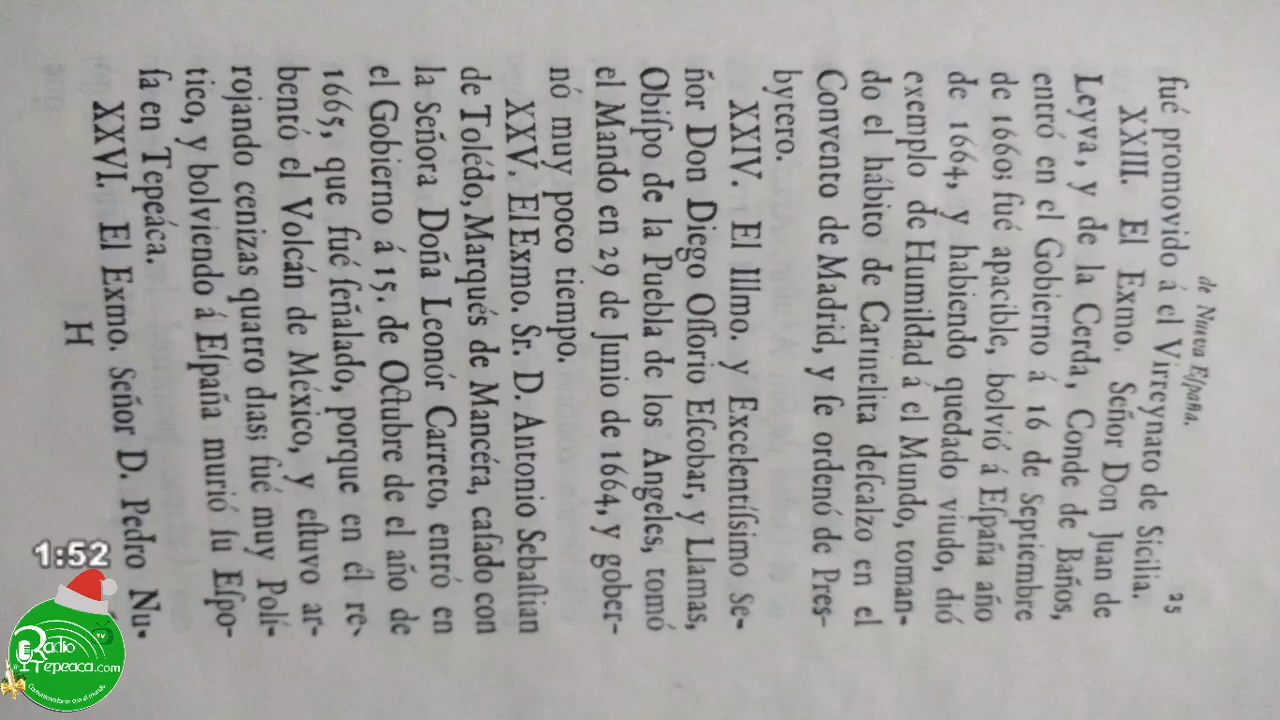 de Nueva Eſpaña. 25
fué promovido á el Virreynato de Sicilia.
XXIII. El Exmo. Señor Don Juan de
Leyva, y de la Cerda, Conde de Baños,
entró en el Gobierno á 16 de Septiembre
de 1660; fué apacible, bolvió á Eſpaña año
de 1664, y habiendo quedado viudo, dió
exemplo de Humildad á el Mundo, toman-
do el hábito de Carmelita deſcalzo en el
Convento de Madrid, y ſe ordenó de Pres-
bytero.
XXIV. El Illmo. y Excelentíſsimo Se-
ñor Don Diego Oſſorio Eſcobar, y Llamas,
Obiſpo de la Puebla de los Angeles, tomó
el Mando en 29 de Junio de 1664, y gober-
nó muy poco tiempo.
XXV. El Exmo. Sr. D. Antonio Sebaſtian
de Tolédo, Marqués de Mancéra, caſado con
la Señora Doña Leonór Carreto, entró en
el Gobierno á 15. de Octubre de el año de
1665, que fué ſeñalado, porque en él re-
bentó el Volcán de México, y eſtuvo ar-
rojando cenizas quatro dias; fué muy Polí-
tico, y bolviendo á Eſpaña murió ſu Eſpo-
ſa en Tepeáca.
XXVI. El Exmo. Señor D. Pedro Nu-
H
1:52
Radio TV
Tepeaca.com